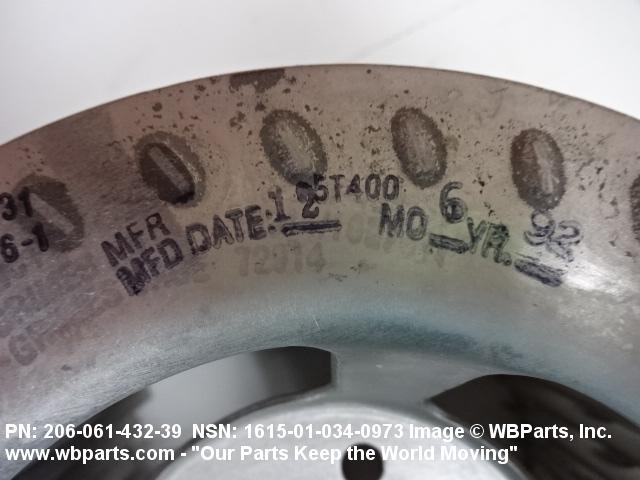 31
6-1
MFR 5T400
MFD DATE: 12 MO 6 YR. 92
72914
PN: 206-061-432-39 NSN: 1615-01-034-0973 Image © WBParts, Inc.
www.wbparts.com - "Our Parts Keep the World Moving"